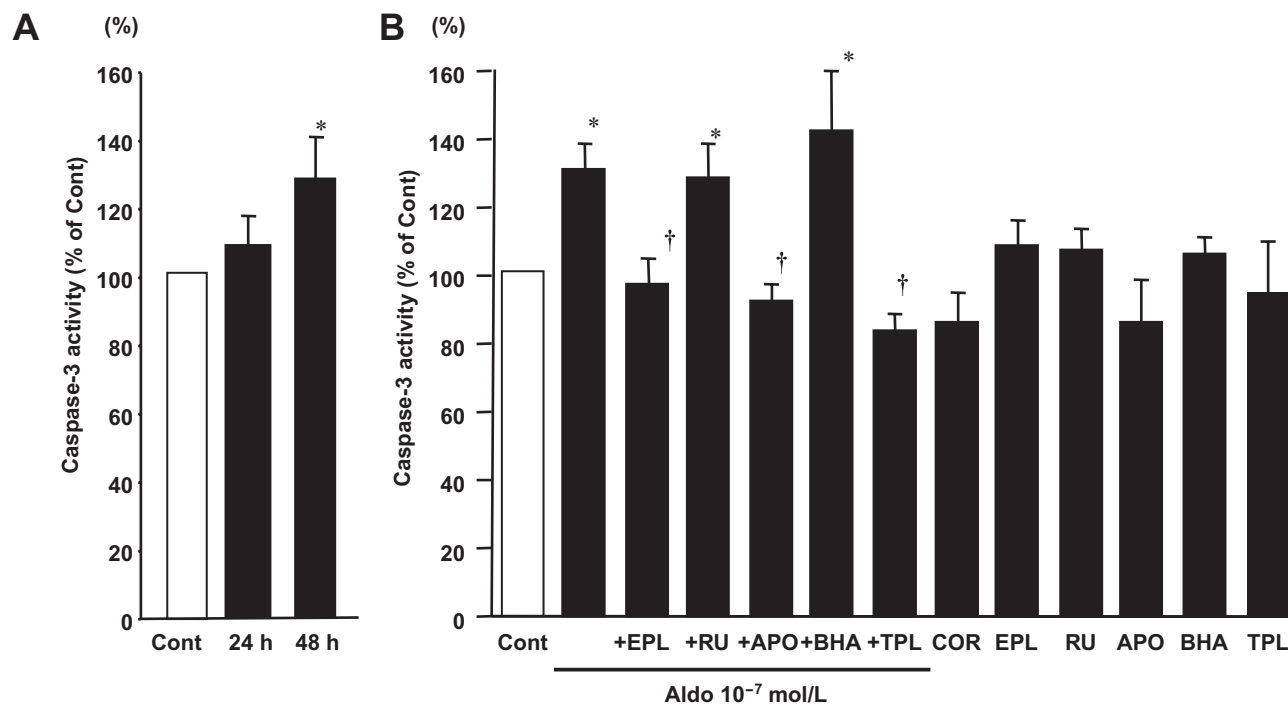 A
(%)
Caspase-3 activity (% of Cont)
160
140
120
100
80
60
40
20
0
*
Cont 24 h 48 h
B
(%)
Caspase-3 activity (% of Cont)
160
140
120
100
80
60
40
20
0
* † * † * †
Cont +EPL +RU +APO +BHA +TPL COR EPL RU APO BHA TPL
Aldo 10⁻⁷ mol/L